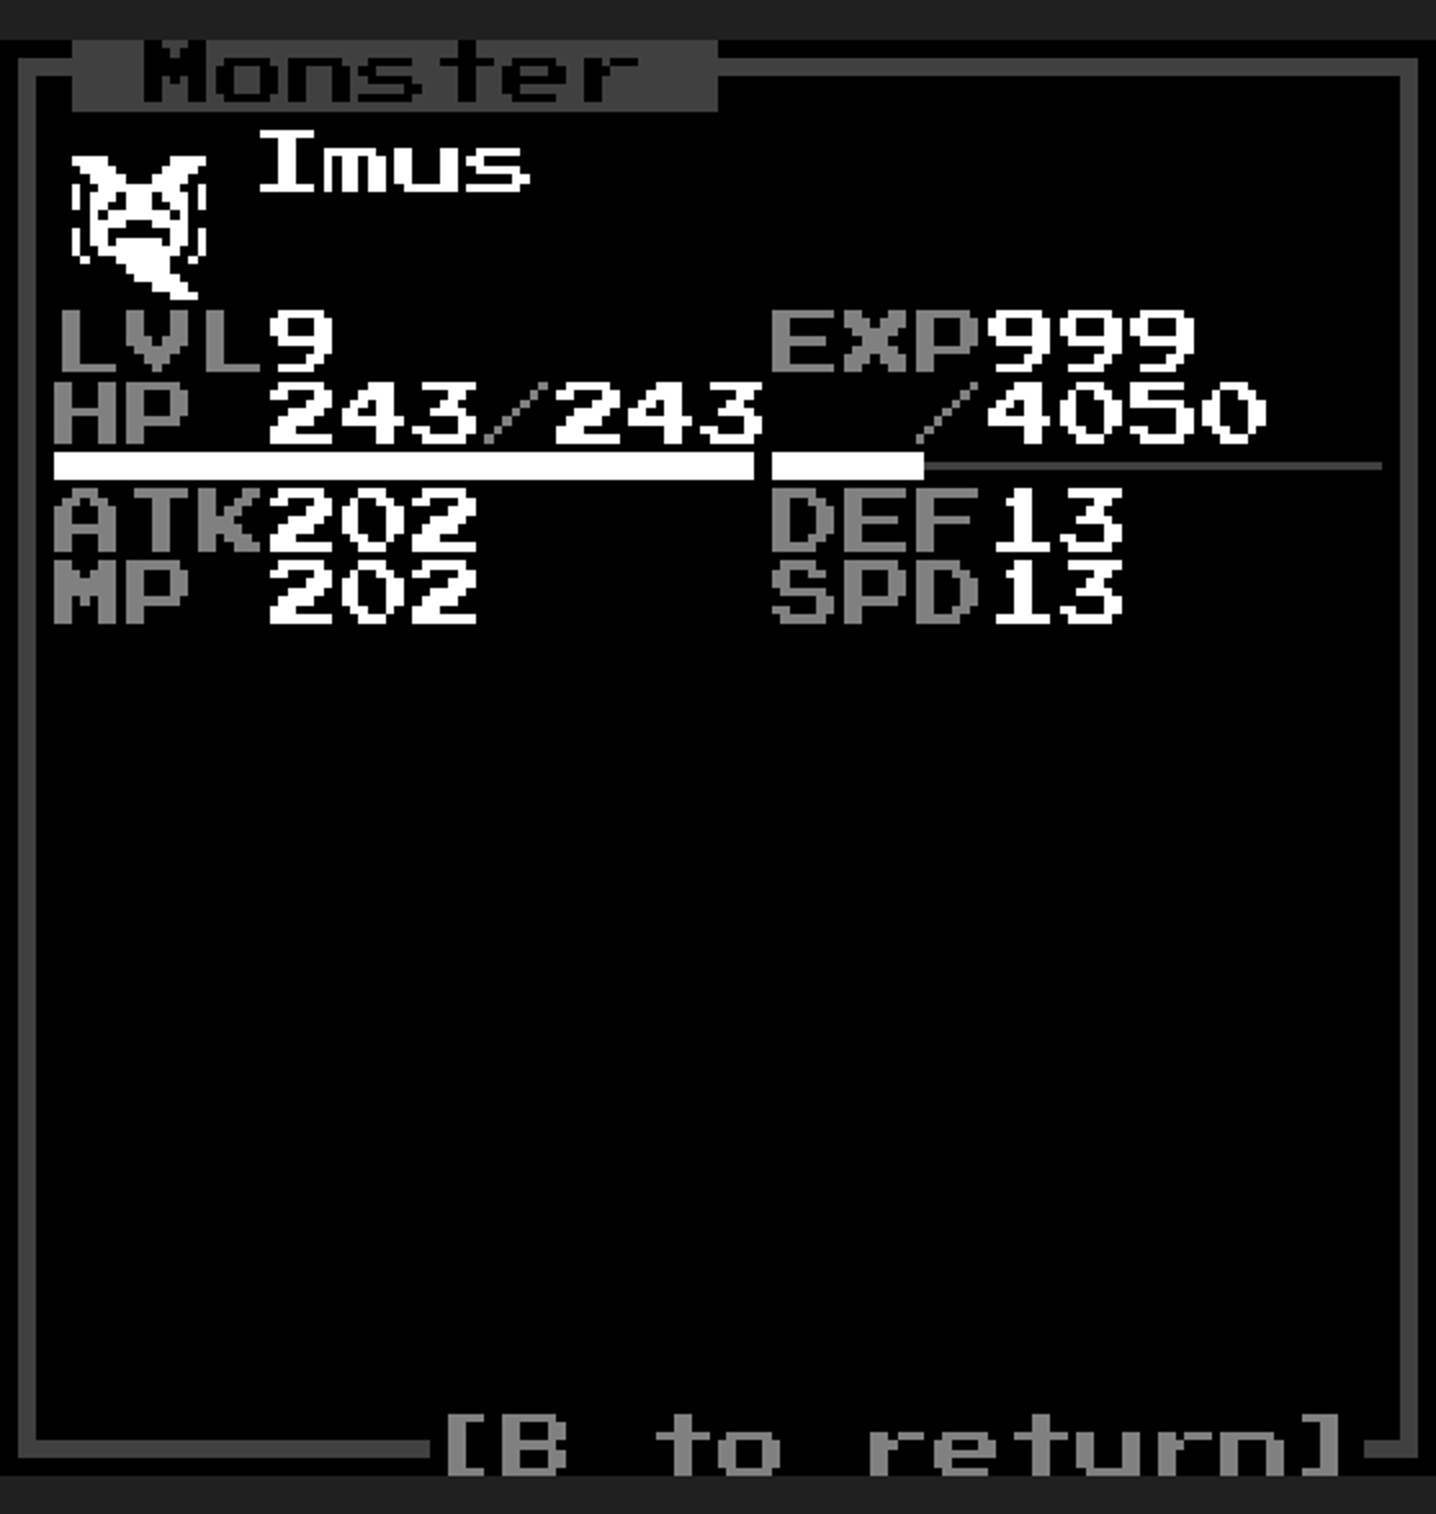 Monster
Imus
LVL9 EXP999
HP 243/243 /4050
ATK202 DEF13
MP 202 SPD13
[B to return]